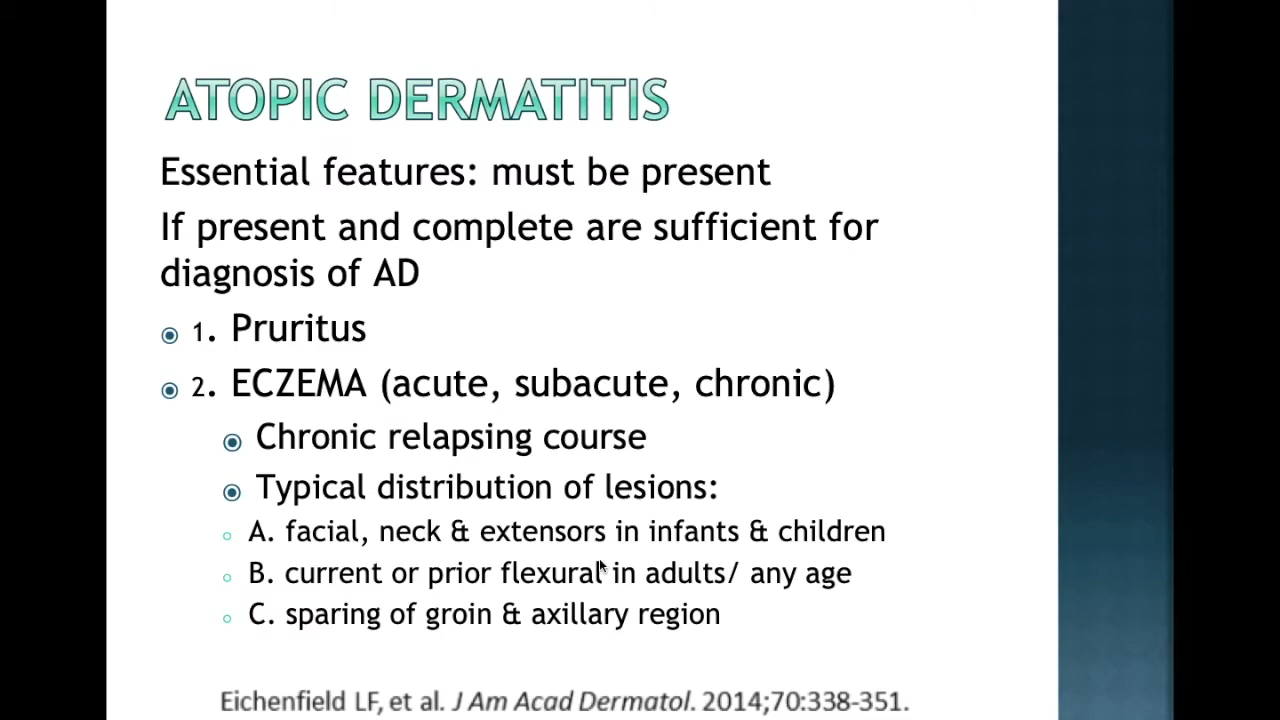 ATOPIC DERMATITIS
Essential features: must be present
If present and complete are sufficient for
diagnosis of AD
1. Pruritus
2. ECZEMA (acute, subacute, chronic)
Chronic relapsing course
Typical distribution of lesions:
A. facial, neck & extensors in infants & children
B. current or prior flexural in adults/ any age
C. sparing of groin & axillary region
Eichenfield LF, et al. J Am Acad Dermatol. 2014;70:338-351.